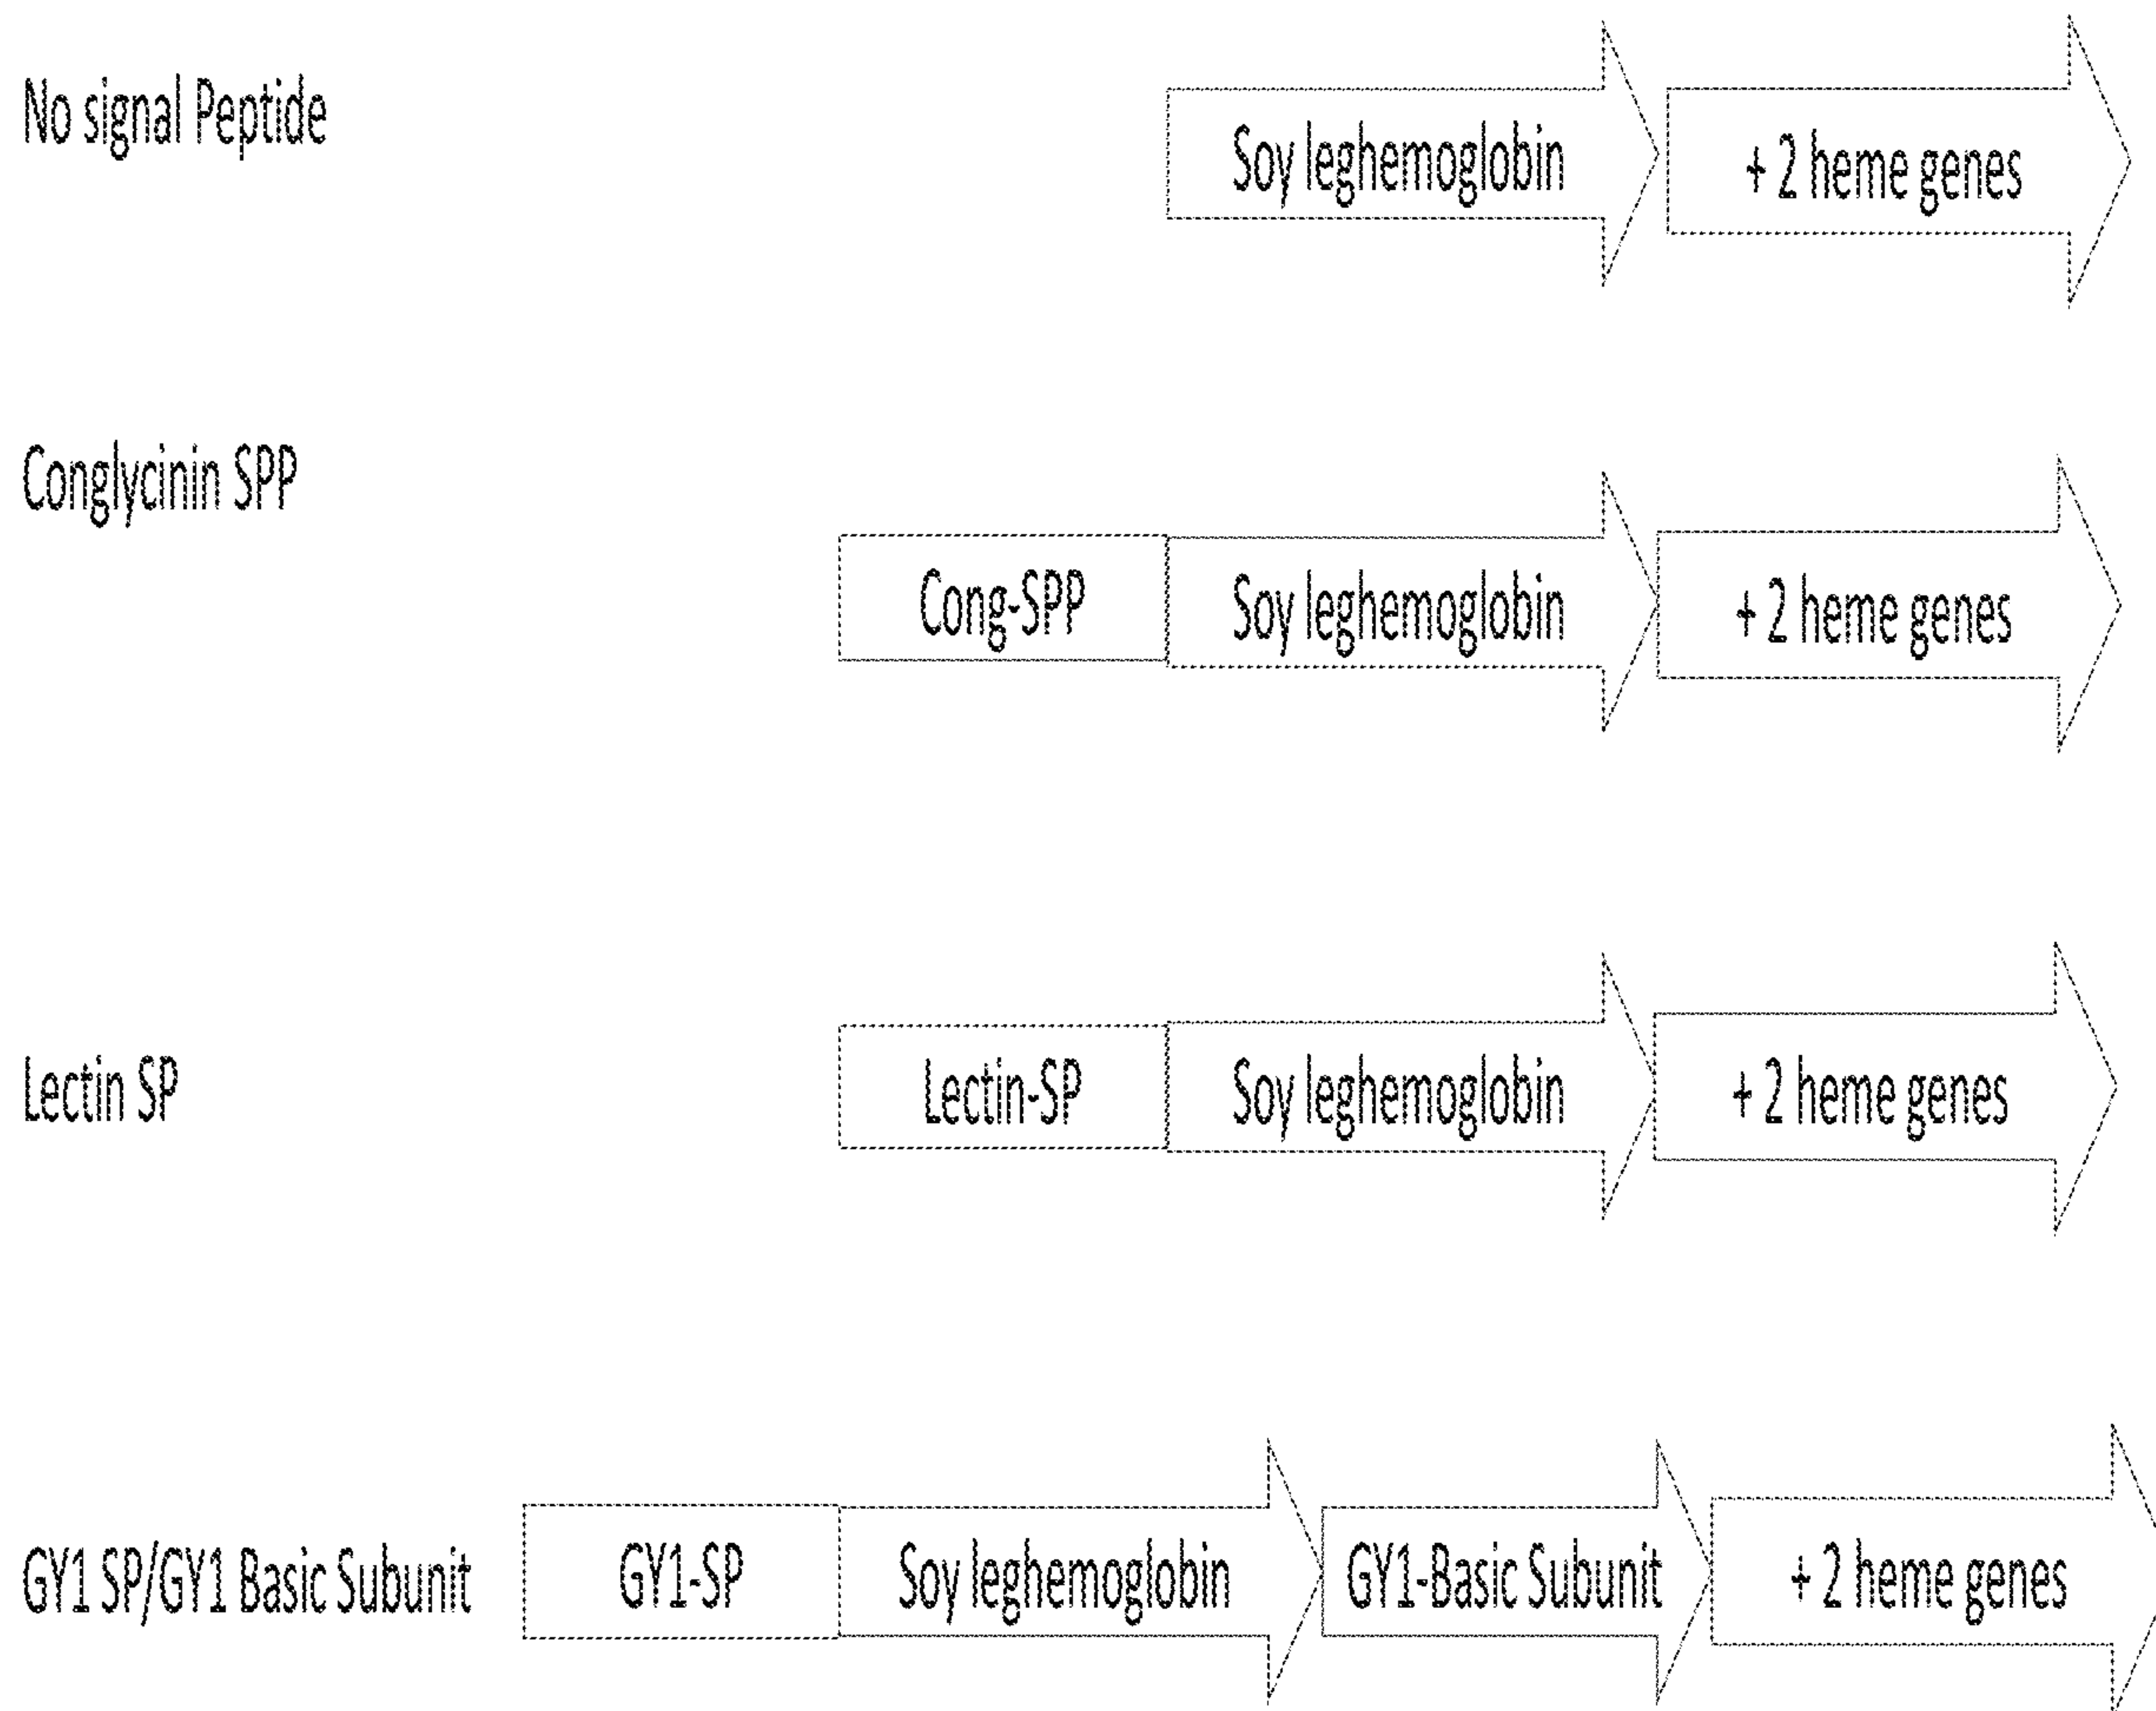 No signal Peptide
Soy leghemoglobin
+ 2 heme genes
Conglycinin SPP
Cong-SPP
Soy leghemoglobin
+ 2 heme genes
Lectin SP
Lectin-SP
Soy leghemoglobin
+ 2 heme genes
GY1 SP/GY1 Basic Subunit
GY1-SP
Soy leghemoglobin
GY1-Basic Subunit
+ 2 heme genes